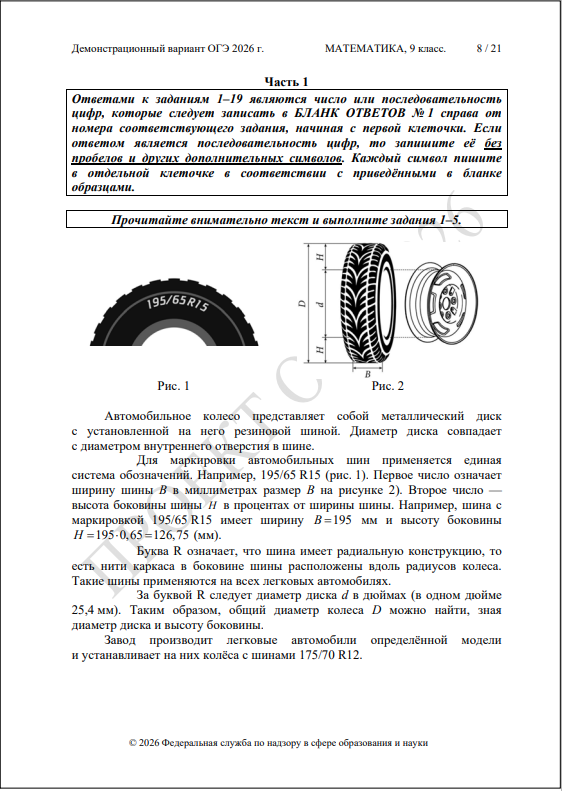 Демонстрационный вариант ОГЭ 2026 г. МАТЕМАТИКА, 9 класс. 8 / 21
Часть 1
Ответами к заданиям 1–19 являются число или последовательность
цифр, которые следует записать в БЛАНК ОТВЕТОВ № 1 справа от
номера соответствующего задания, начиная с первой клеточки. Если
ответом является последовательность цифр, то запишите её без
пробелов и других дополнительных символов. Каждый символ пишите
в отдельной клеточке в соответствии с приведёнными в бланке
образцами.
Прочитайте внимательно текст и выполните задания 1–5.
195/65 R15
H
D
d
H
B
Рис. 1 Рис. 2
Автомобильное колесо представляет собой металлический диск
с установленной на него резиновой шиной. Диаметр диска совпадает
с диаметром внутреннего отверстия в шине.
Для маркировки автомобильных шин применяется единая
система обозначений. Например, 195/65 R15 (рис. 1). Первое число означает
ширину шины B в миллиметрах размер B на рисунке 2). Второе число —
высота боковины шины H в процентах от ширины шины. Например, шина с
маркировкой 195/65 R15 имеет ширину B=195 мм и высоту боковины
H=195·0,65=126,75 (мм).
Буква R означает, что шина имеет радиальную конструкцию, то
есть нити каркаса в боковине шины расположены вдоль радиусов колеса.
Такие шины применяются на всех легковых автомобилях.
За буквой R следует диаметр диска d в дюймах (в одном дюйме
25,4 мм). Таким образом, общий диаметр колеса D можно найти, зная
диаметр диска и высоту боковины.
Завод производит легковые автомобили определённой модели
и устанавливает на них колёса с шинами 175/70 R12.
ПРОЕКТ С 26
© 2026 Федеральная служба по надзору в сфере образования и науки